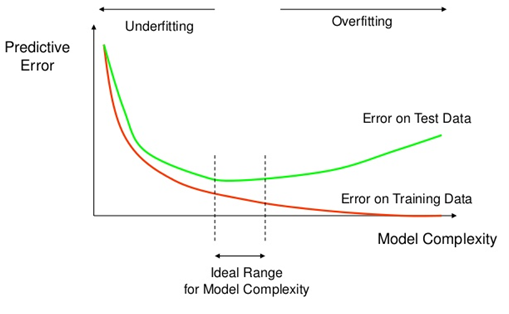 Underfitting
Overfitting
Predictive
Error
Error on Test Data
Error on Training Data
Model Complexity
Ideal Range
for Model Complexity